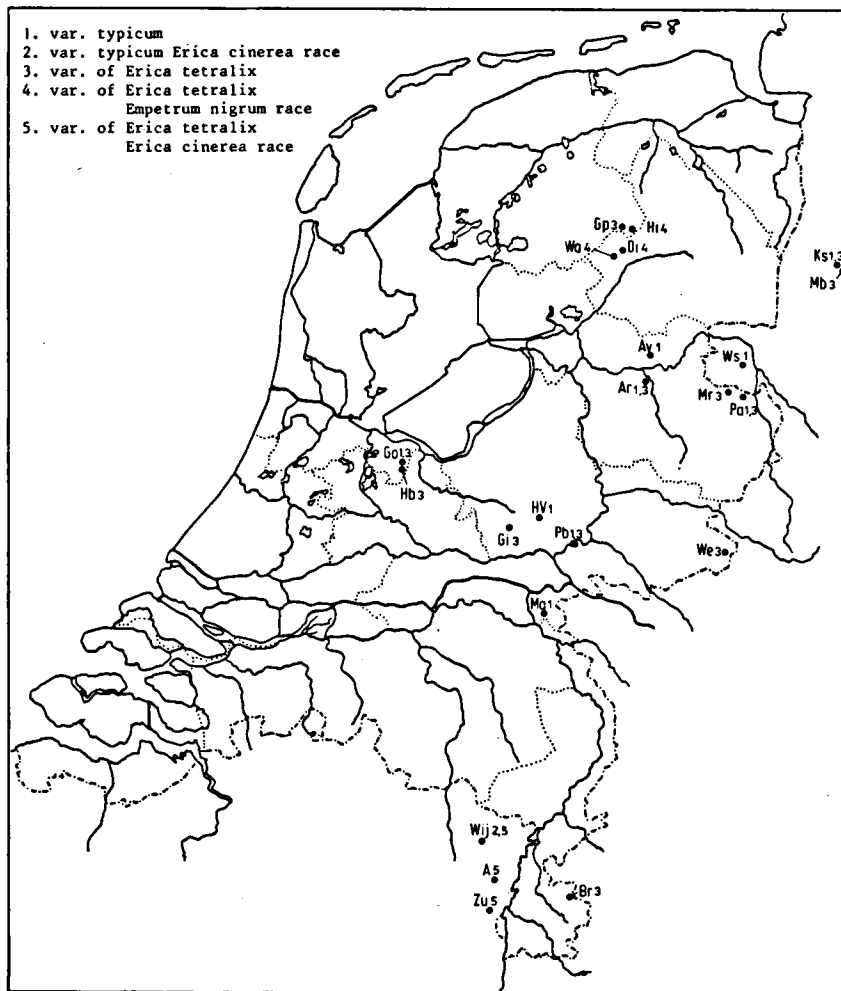 1. var. typicum
2. var. typicum Erica cinerea race
3. var. of Erica tetralix
4. var. of Erica tetralix
Empetrum nigrum race
5. var. of Erica tetralix
Erica cinerea race
Gp3
Hi4
Wa4
Di4
Ks1,3
Mb3
Av1
Ws1
Ar1,3
Mr3
Pa1,3
Go1,3
Hb3
HV1
Gi3
Pb1,3
We3
Mo1
Wij2,5
A5
Br3
Zu5